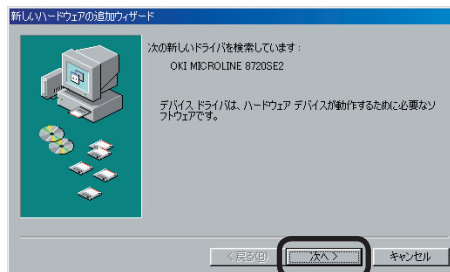 新しいハードウェアの追加ウィザード
次の新しいドライバを検索しています：
OKI MICROLINE 8720SE2
デバイス ドライバは、ハードウェア デバイスが動作するために必要なソ
フトウェアです。
< 戻る(B)
次へ >
キャンセル